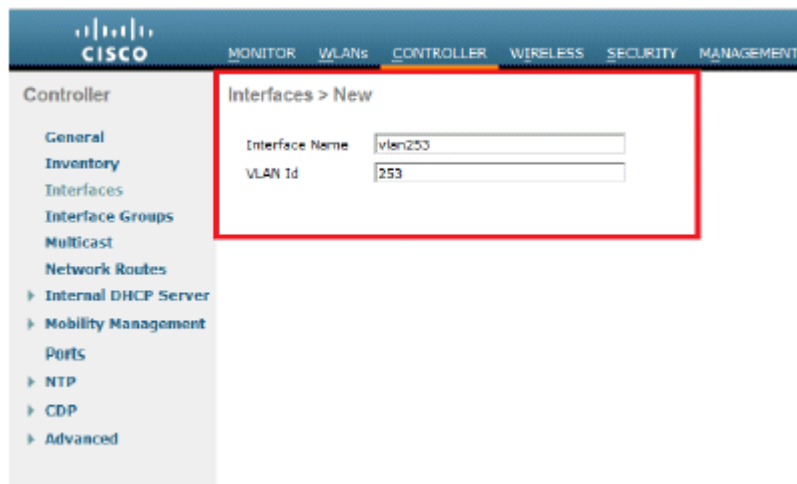 CISCO
MONITOR WLANs CONTROLLER WIRELESS SECURITY MANAGEMENT
Controller
General
Inventory
Interfaces
Interface Groups
Multicast
Network Routes
Internal DHCP Server
Mobility Management
Ports
NTP
CDP
Advanced
Interfaces > New
Interface Name vlan253
VLAN Id 253